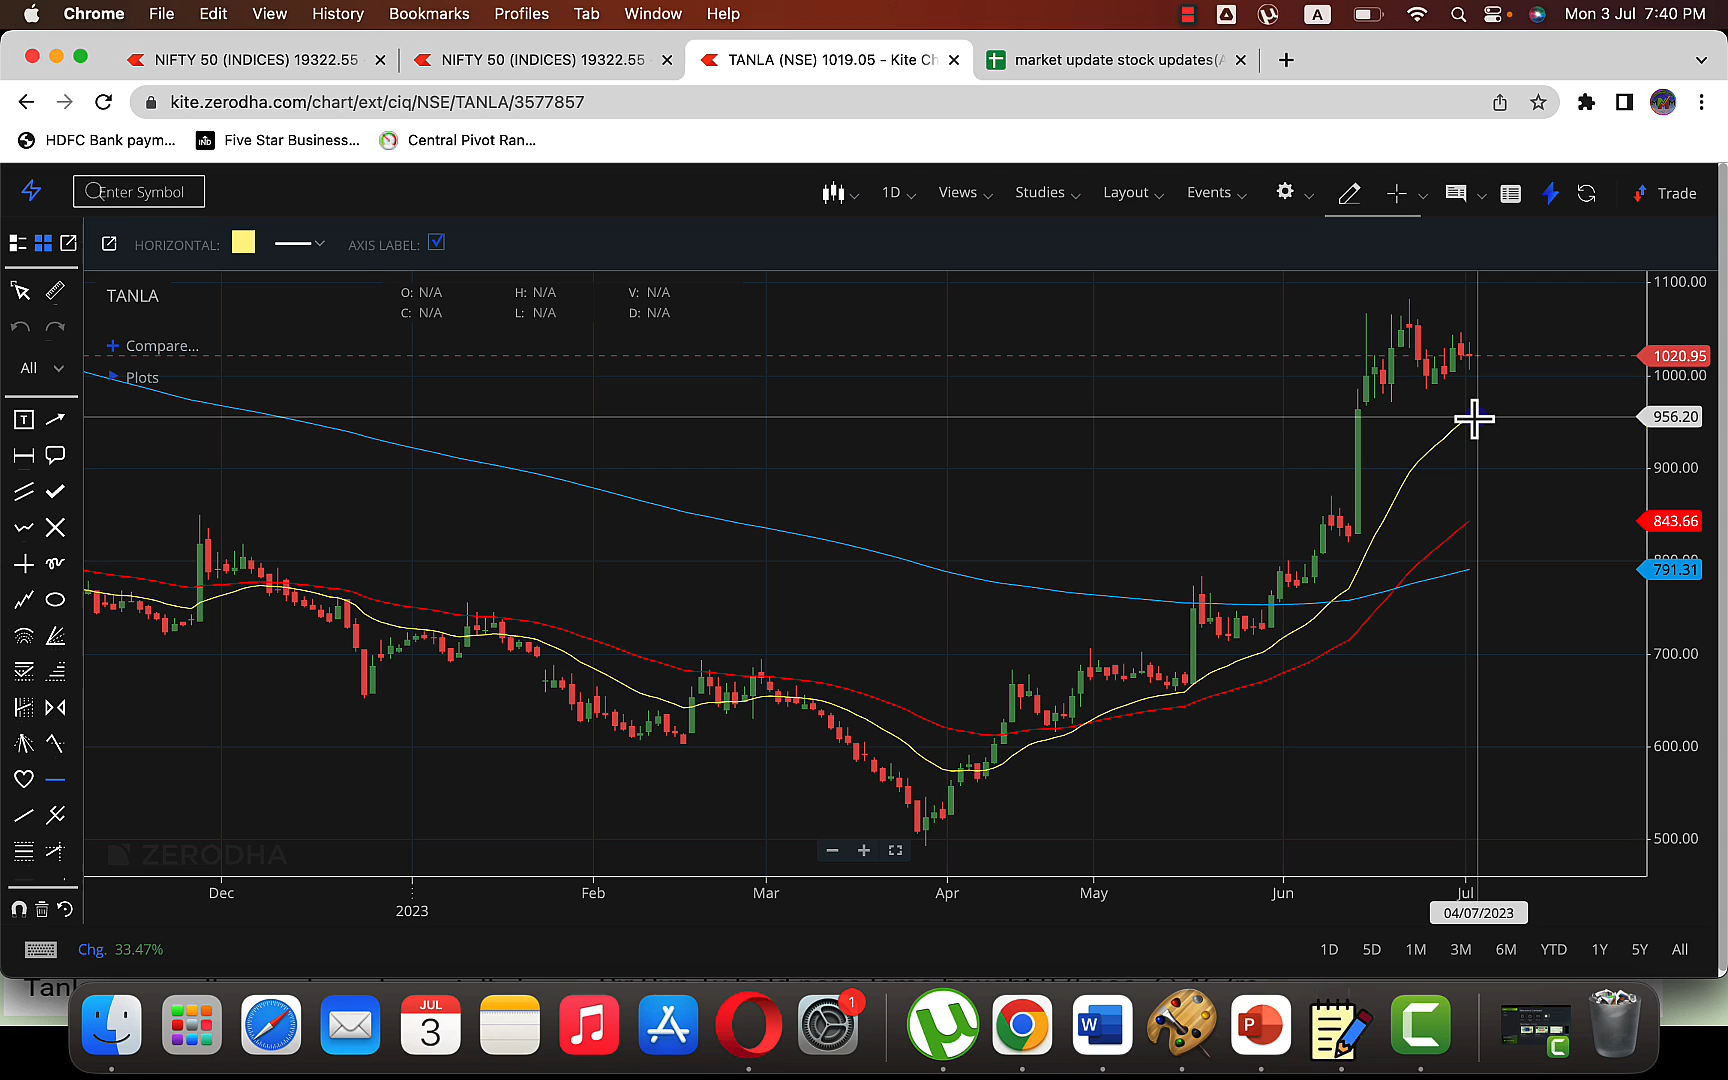 Chrome File Edit View History Bookmarks Profiles Tab Window Help A Mon 3 Jul 7:40 PM
NIFTY 50 (INDICES) 19322.55 NIFTY 50 (INDICES) 19322.55 TANLA (NSE) 1019.05 - Kite Ch market update stock updates(A
kite.zerodha.com/chart/ext/ciq/NSE/TANLA/3577857
HDFC Bank paym... IND Five Star Business... Central Pivot Ran...
Enter Symbol 1D Views Studies Layout Events Trade
HORIZONTAL: AXIS LABEL:
TANLA O: N/A H: N/A V: N/A
C: N/A L: N/A D: N/A
Compare...
Plots
All
T
1100.00
1020.95
1000.00
956.20
900.00
843.66
800.00
791.31
700.00
600.00
500.00
ZERODHA
Dec Feb Mar Apr May Jun Jul
2023 04/07/2023
Chg. 33.47% 1D 5D 1M 3M 6M YTD 1Y 5Y All
JUL
3
1
W
P
C
C